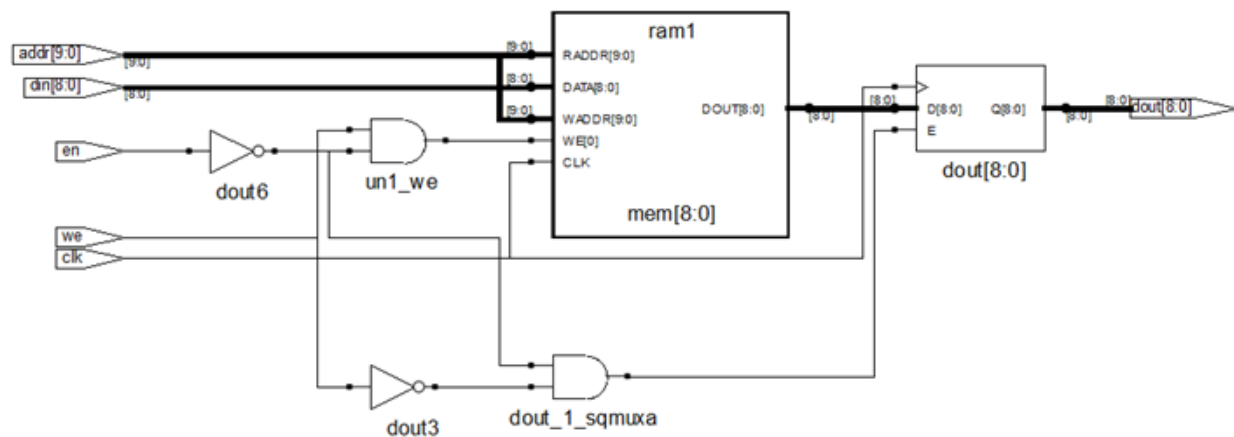 ram1
addr[9:0]
[9:0]
[9:0]
RADDR[9:0]
din[8:0]
[8:0]
[8:0]
DATA[8:0]
[9:0]
WADDR[9:0]
DOUT[8:0]
[8:0]
[8:0]
D[8:0]
Q[8:0]
[8:0]
[8:0]
dout[8:0]
WE[0]
E
en
CLK
dout6
un1_we
dout[8:0]
mem[8:0]
we
clk
dout3
dout_1_sqmuxa